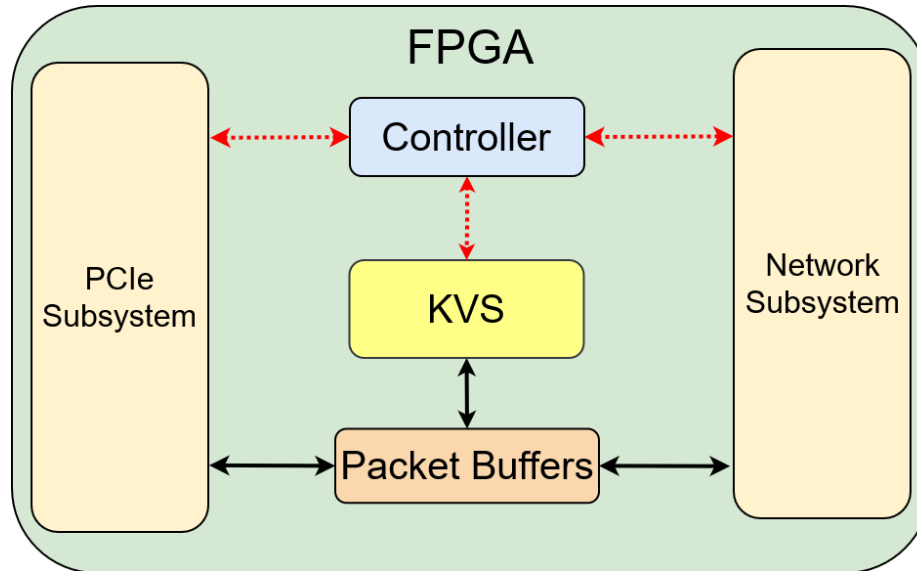 FPGA
Controller
PCIe
Subsystem
KVS
Network
Subsystem
Packet Buffers